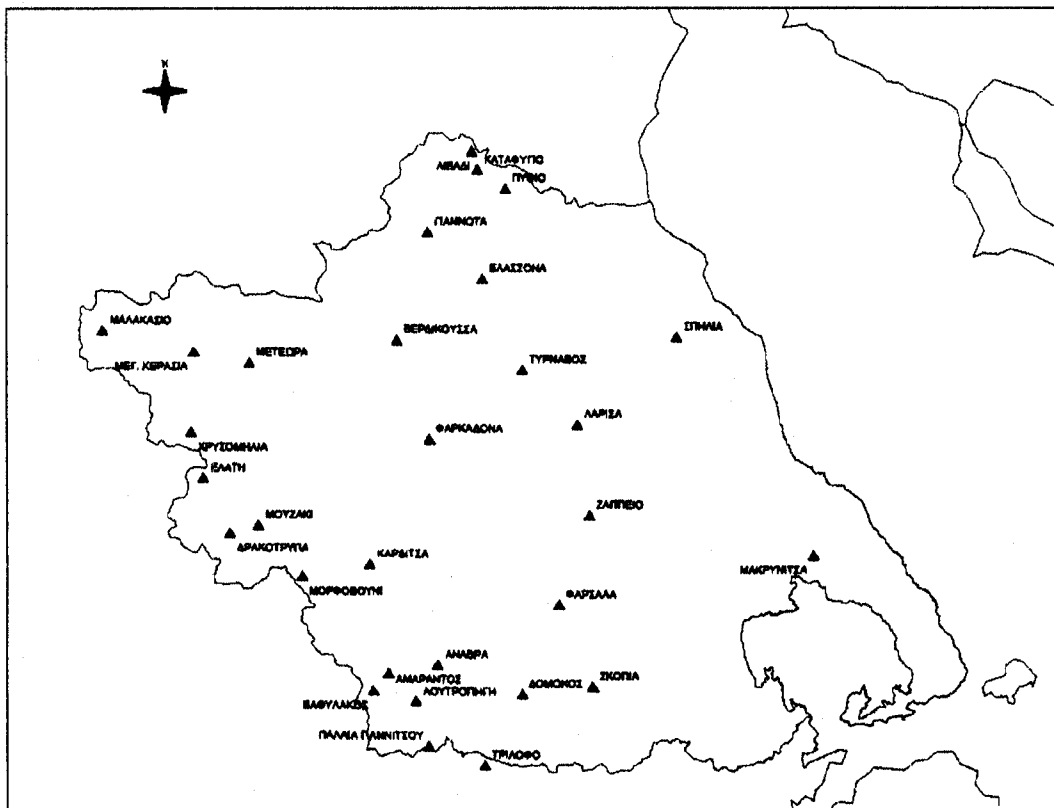 N
ΚΑΤΑΦΥΓΙΟ
ΛΙΒΑΔΙ
ΠΥΘΙΟ
ΓΙΑΝΝΟΤΑ
ΕΛΑΣΣΟΝΑ
ΜΑΛΑΚΑΣΙΟ
ΒΕΡΔΙΚΟΥΣΣΑ
ΣΠΗΛΙΑ
ΜΕΓ. ΚΕΡΑΣΙΑ
ΜΕΤΕΩΡΑ
ΤΥΡΝΑΒΟΣ
ΛΑΡΙΣΑ
ΧΡΥΣΟΜΗΛΙΑ
ΦΑΡΚΑΔΟΝΑ
ΕΛΑΤΗ
ΖΑΠΠΕΙΟ
ΜΟΥΖΑΚΙ
ΔΡΑΚΟΤΡΥΠΑ
ΚΑΡΔΙΤΣΑ
ΜΑΚΡΥΝΙΤΣΑ
ΜΟΡΦΟΒΟΥΝΙ
ΦΑΡΣΑΛΑ
ΑΝΑΒΡΑ
ΑΜΑΡΑΝΤΟΣ
ΔΟΜΟΚΟΣ
ΣΚΟΠΙΑ
ΒΑΘΥΛΑΚΟΣ
ΛΟΥΤΡΟΠΗΓΗ
ΠΑΛΑΙΑ ΓΙΑΝΝΙΤΣΟΥ
ΤΡΙΛΟΦΟ